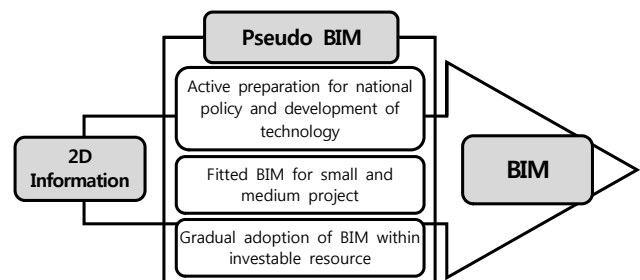 Pseudo BIM
Active preparation for national
policy and development of
technology
2D
Information
Fitted BIM for small and
medium project
BIM
Gradual adoption of BIM within
investable resource